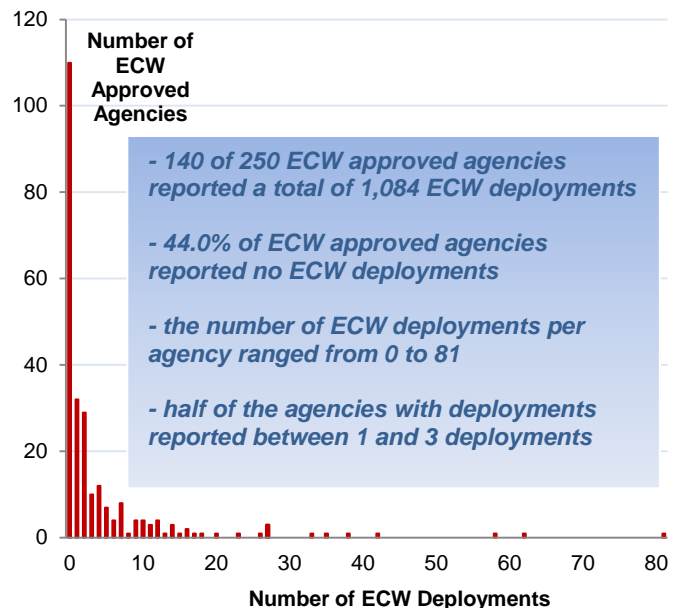 120
100
80
60
40
20
0
Number of
ECW
Approved
Agencies
- 140 of 250 ECW approved agencies
reported a total of 1,084 ECW deployments
- 44.0% of ECW approved agencies
reported no ECW deployments
- the number of ECW deployments per
agency ranged from 0 to 81
- half of the agencies with deployments
reported between 1 and 3 deployments
0 10 20 30 40 50 60 70 80
Number of ECW Deployments